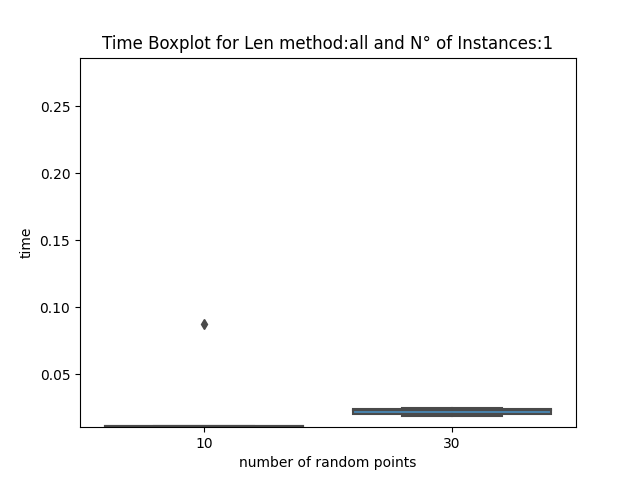 Time Boxplot for Len method:all and N° of Instances:1
0.25
0.20
0.15
0.10
0.05
time
10
30
number of random points